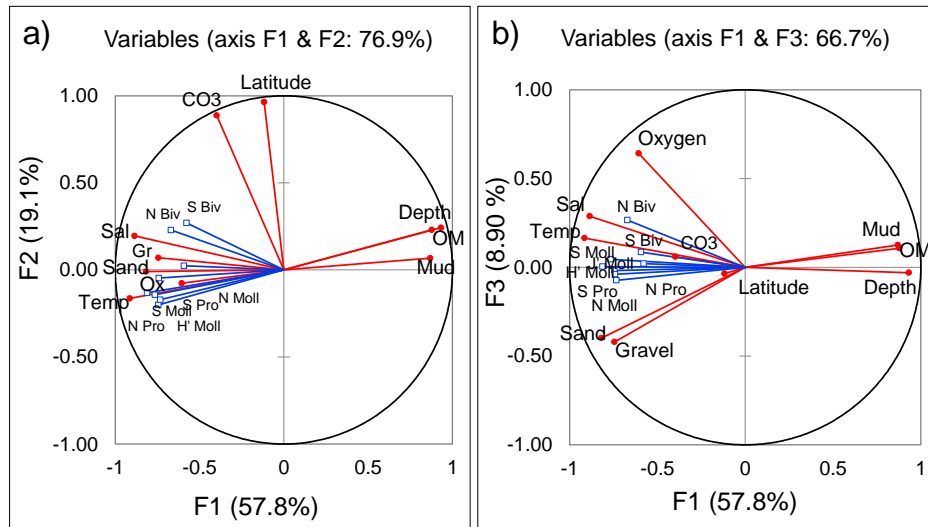 a)
Variables (axis F1 & F2: 76.9%)
Latitude
CO3
1.00
0.50
0.00
-0.50
-1.00
F2 (19.1%)
S Biv
N Biv
Depth
OM
Mud
Sal
Gr
Sand
Ox
Temp
S Pro
N Moll
S Moll
N Pro
H' Moll
-1
-0.5
0
0.5
1
F1 (57.8%)
b)
Variables (axis F1 & F3: 66.7%)
1.00
0.50
0.00
-0.50
-1.00
F3 (8.90 %)
Oxygen
Sal
N Biv
Temp
S Biv
CO3
Mud
OM
S Moll
J Moll
H' Moll
Depth
S Pro
N Pro
Latitude
N Moll
Sand
Gravel
-1
-0.5
0
0.5
1
F1 (57.8%)